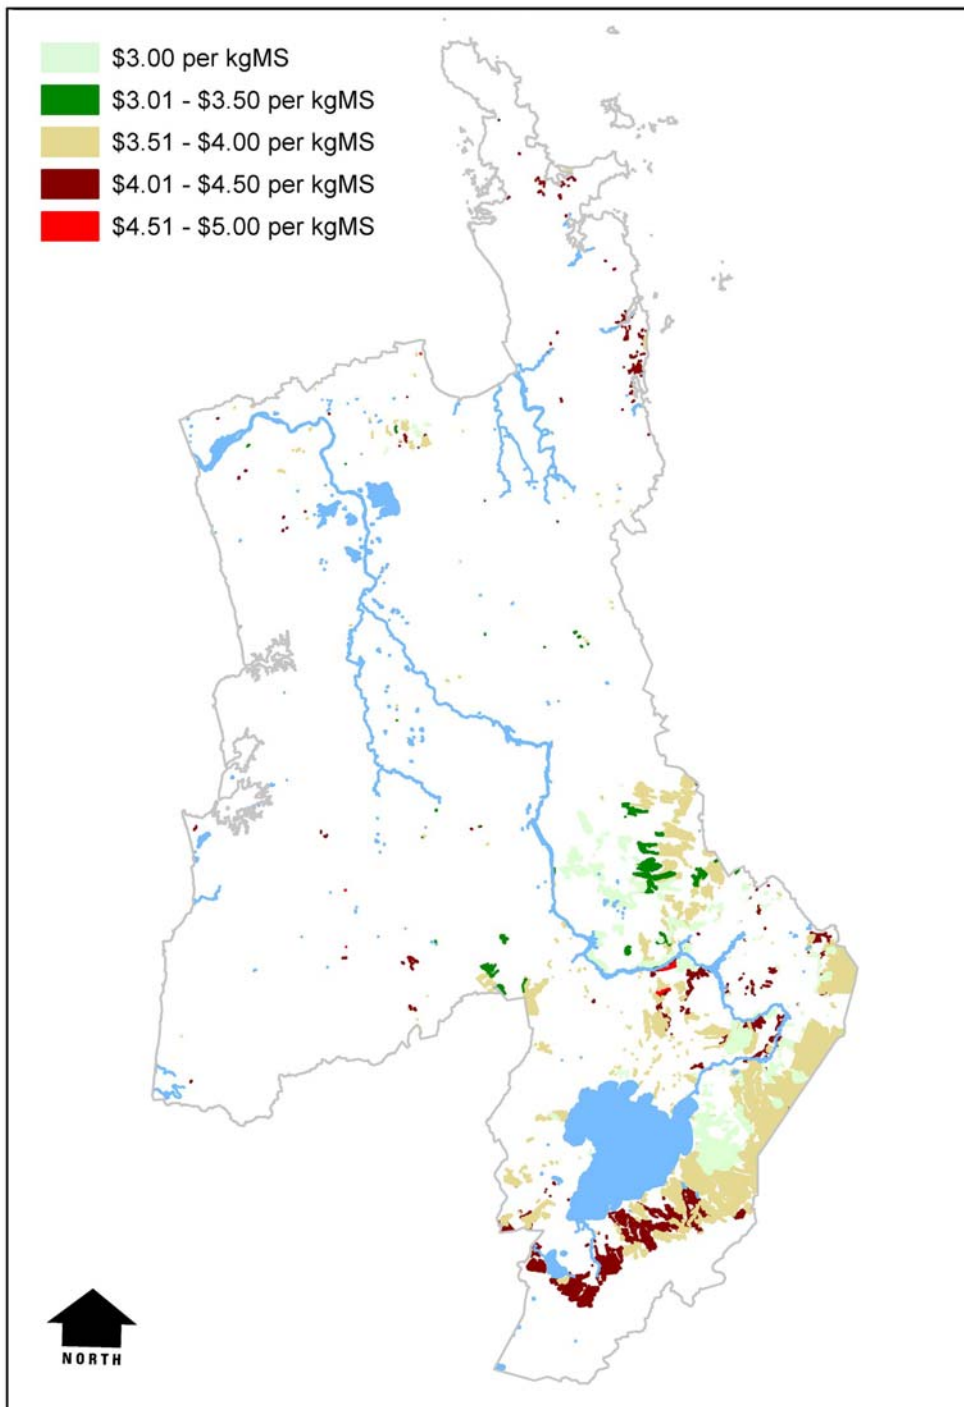 $3.00 per kgMS
$3.01 - $3.50 per kgMS
$3.51 - $4.00 per kgMS
$4.01 - $4.50 per kgMS
$4.51 - $5.00 per kgMS
NORTH